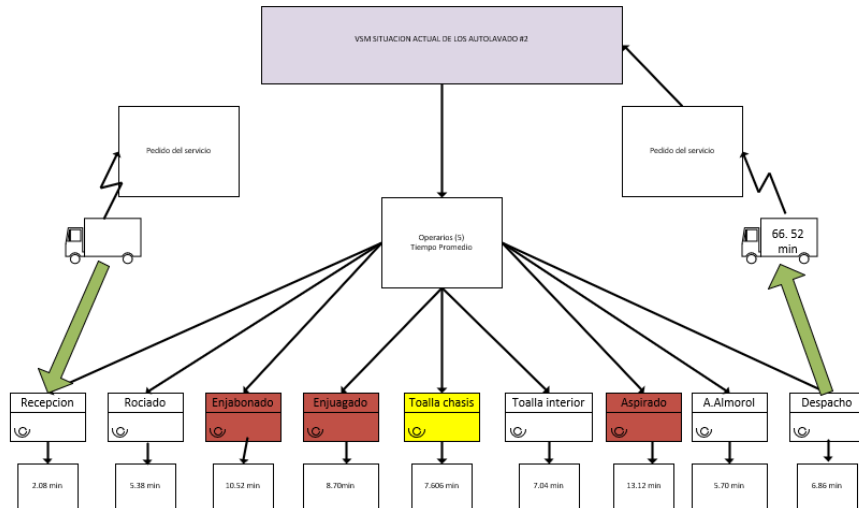 VSM SITUACION ACTUAL DE LOS AUTOLAVADO #2
Pedido del servicio
Pedido del servicio
Operarios (5)
Tiempo Promedio
66. 52
min
Recepcion
Rociado
Enjabonado
Enjuagado
Toalla chasis
Toalla interior
Aspirado
A.Almorol
Despacho
2.08 min
5.38 min
10.52 min
8.70min
7.606 min
7.04 min
13.12 min
5.70 min
6.86 min